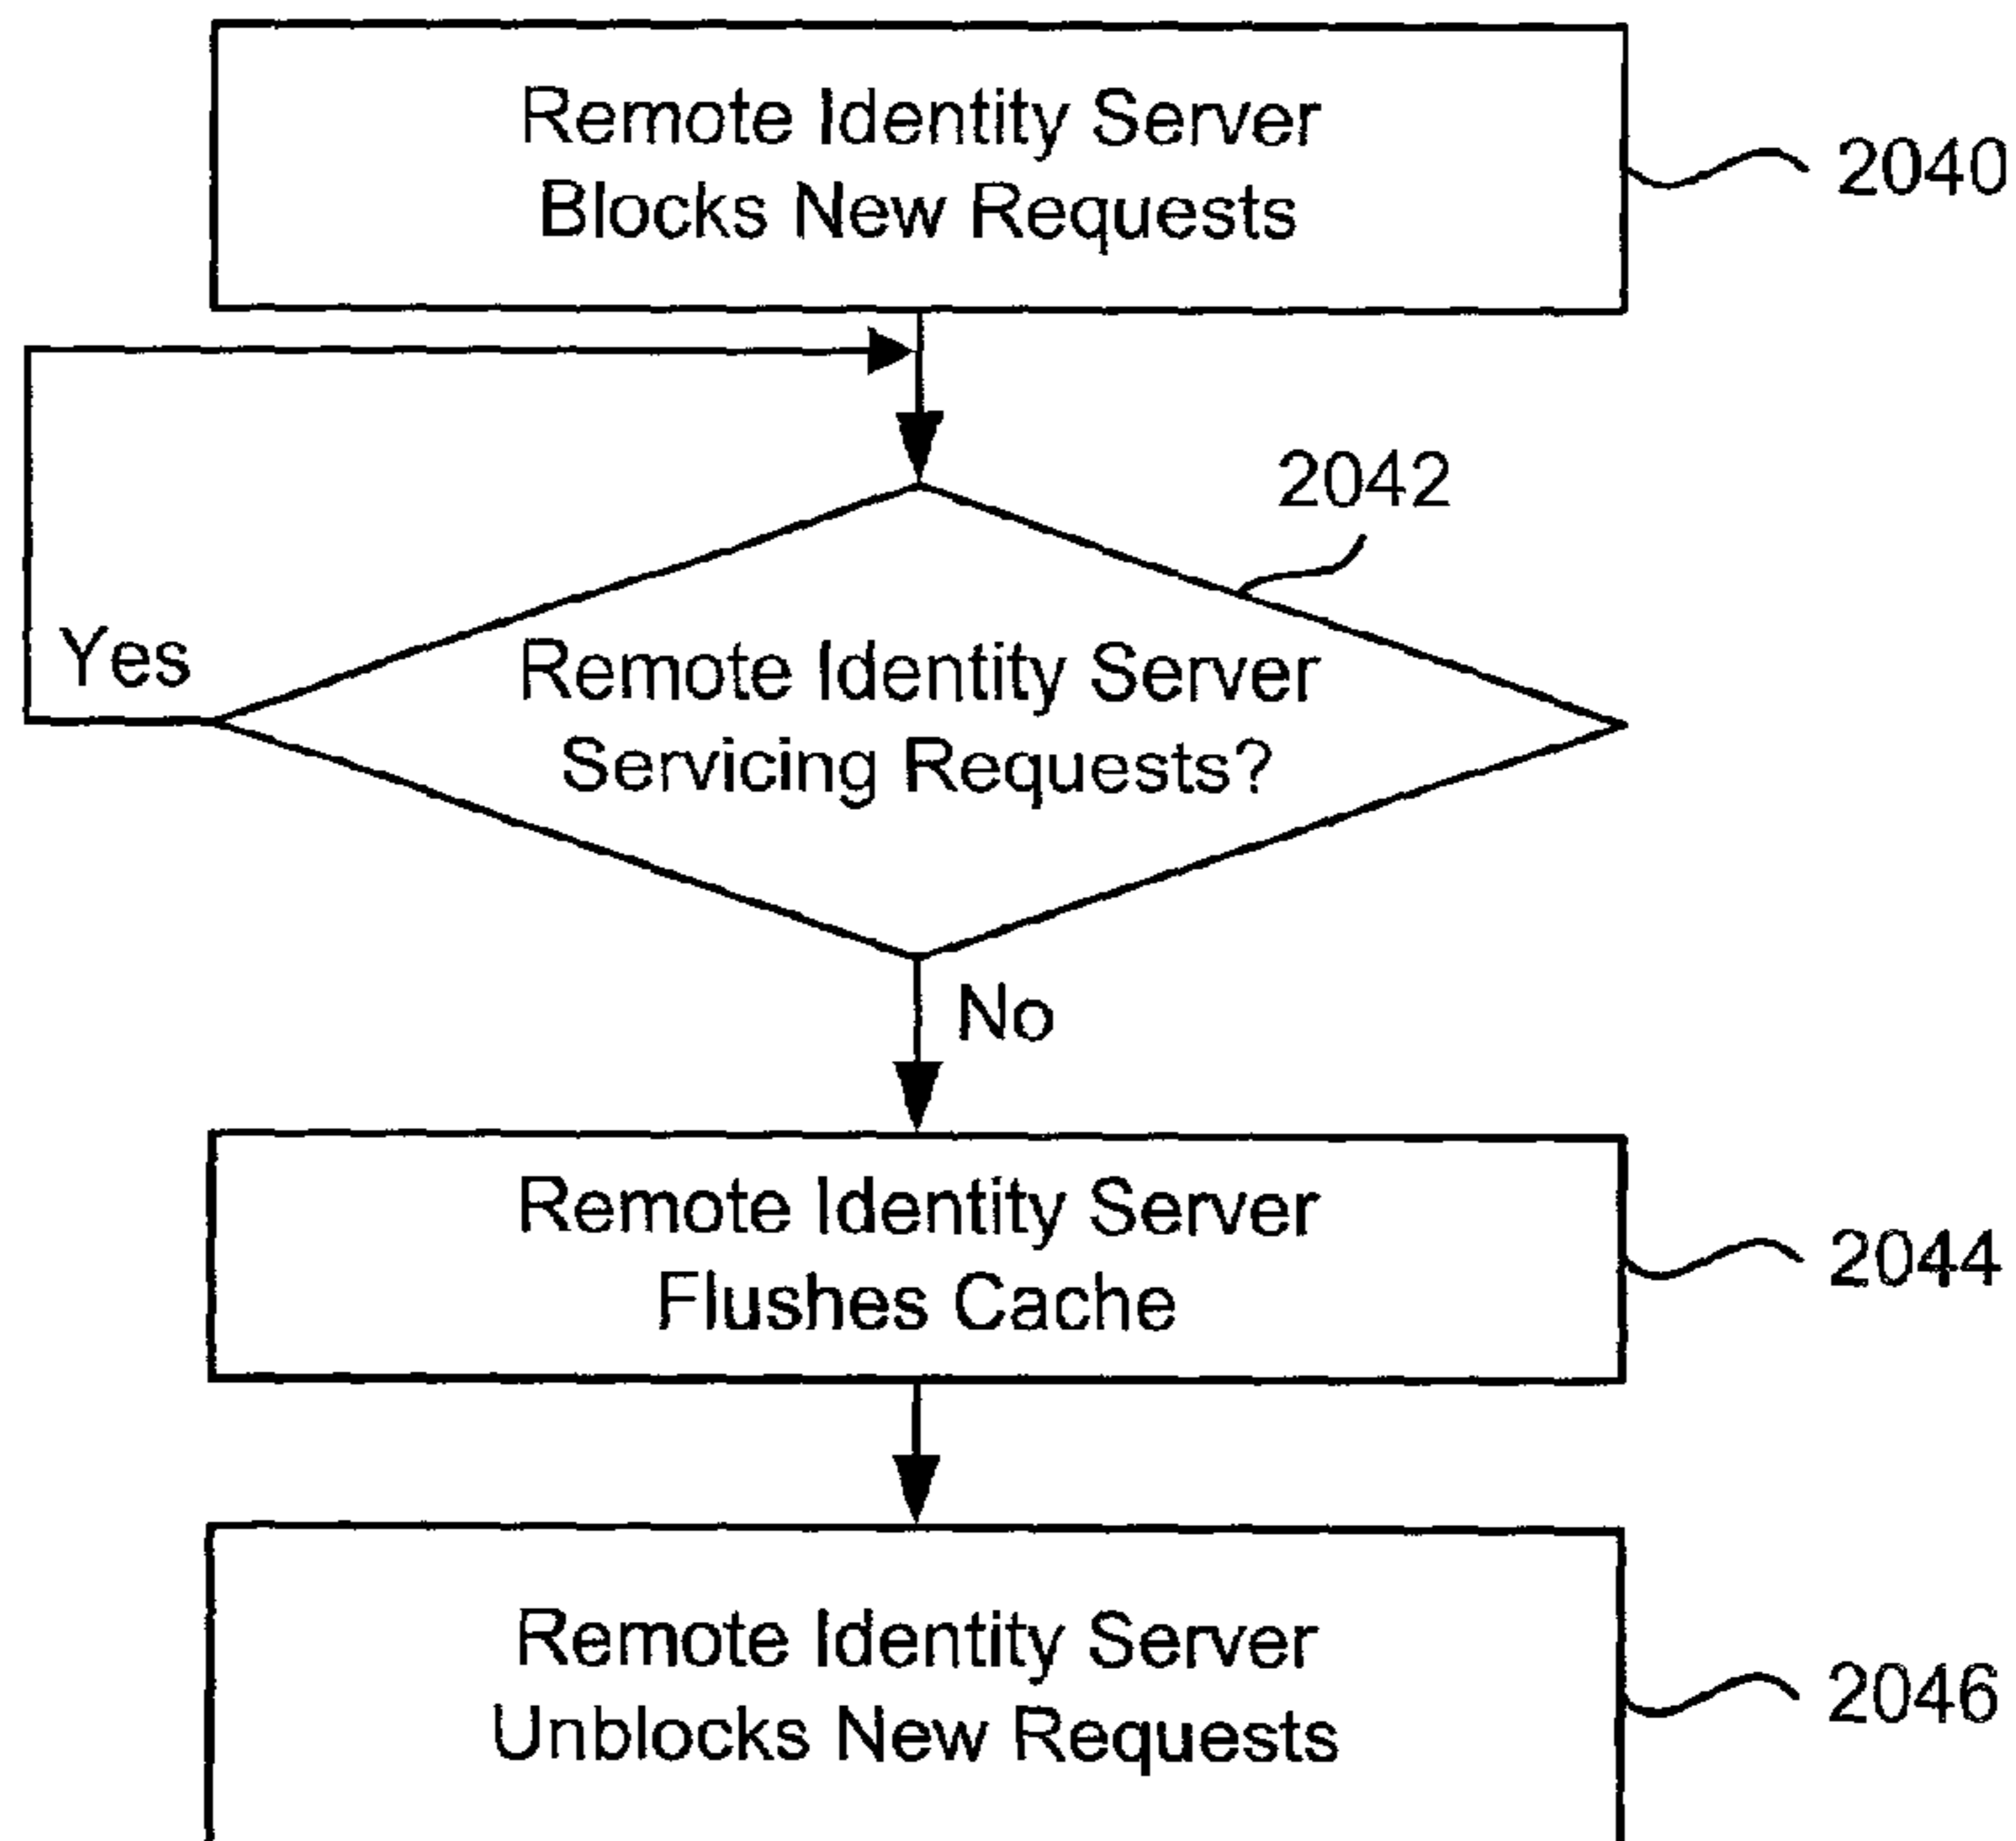 Remote Identity Server
Blocks New Requests
2040
2042
Yes
Remote Identity Server
Servicing Requests?
No
Remote Identity Server
Flushes Cache
2044
Remote Identity Server
Unblocks New Requests
2046